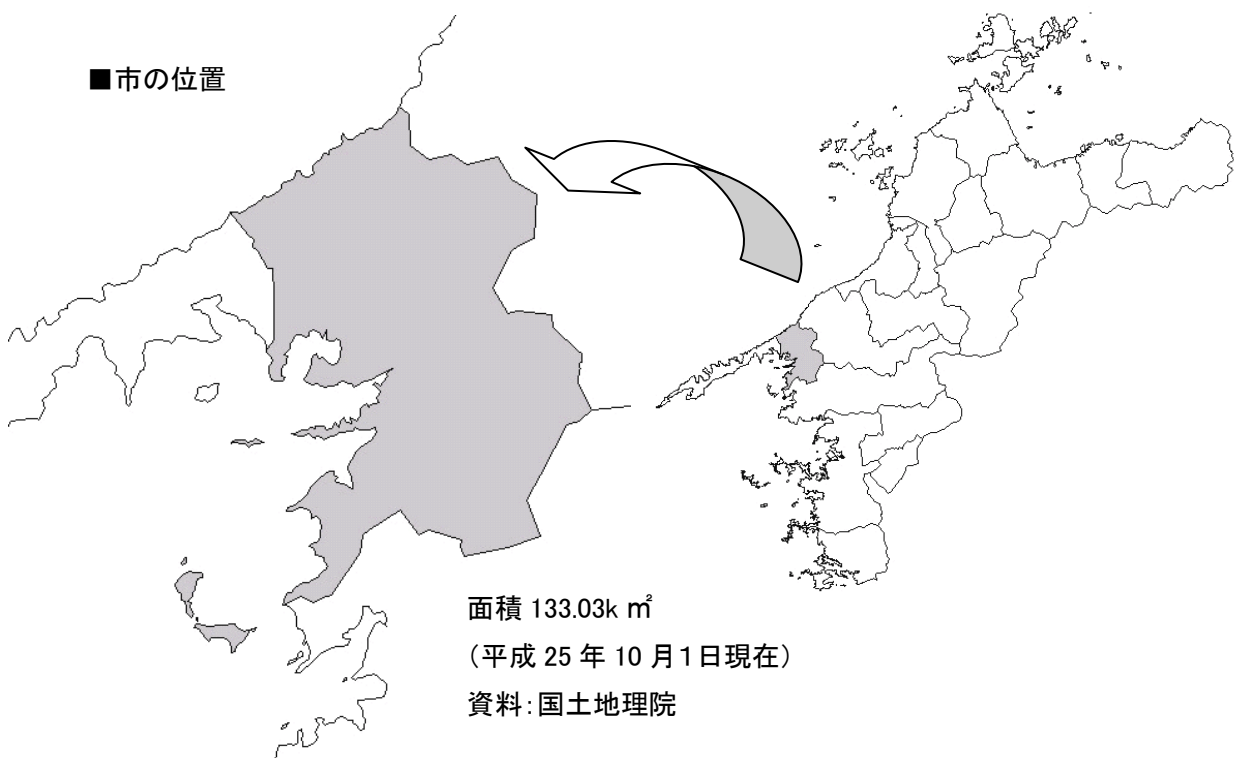 ■市の位置
面積 133.03k ㎡
（平成 25 年 10 月１日現在）
資料：国土地理院